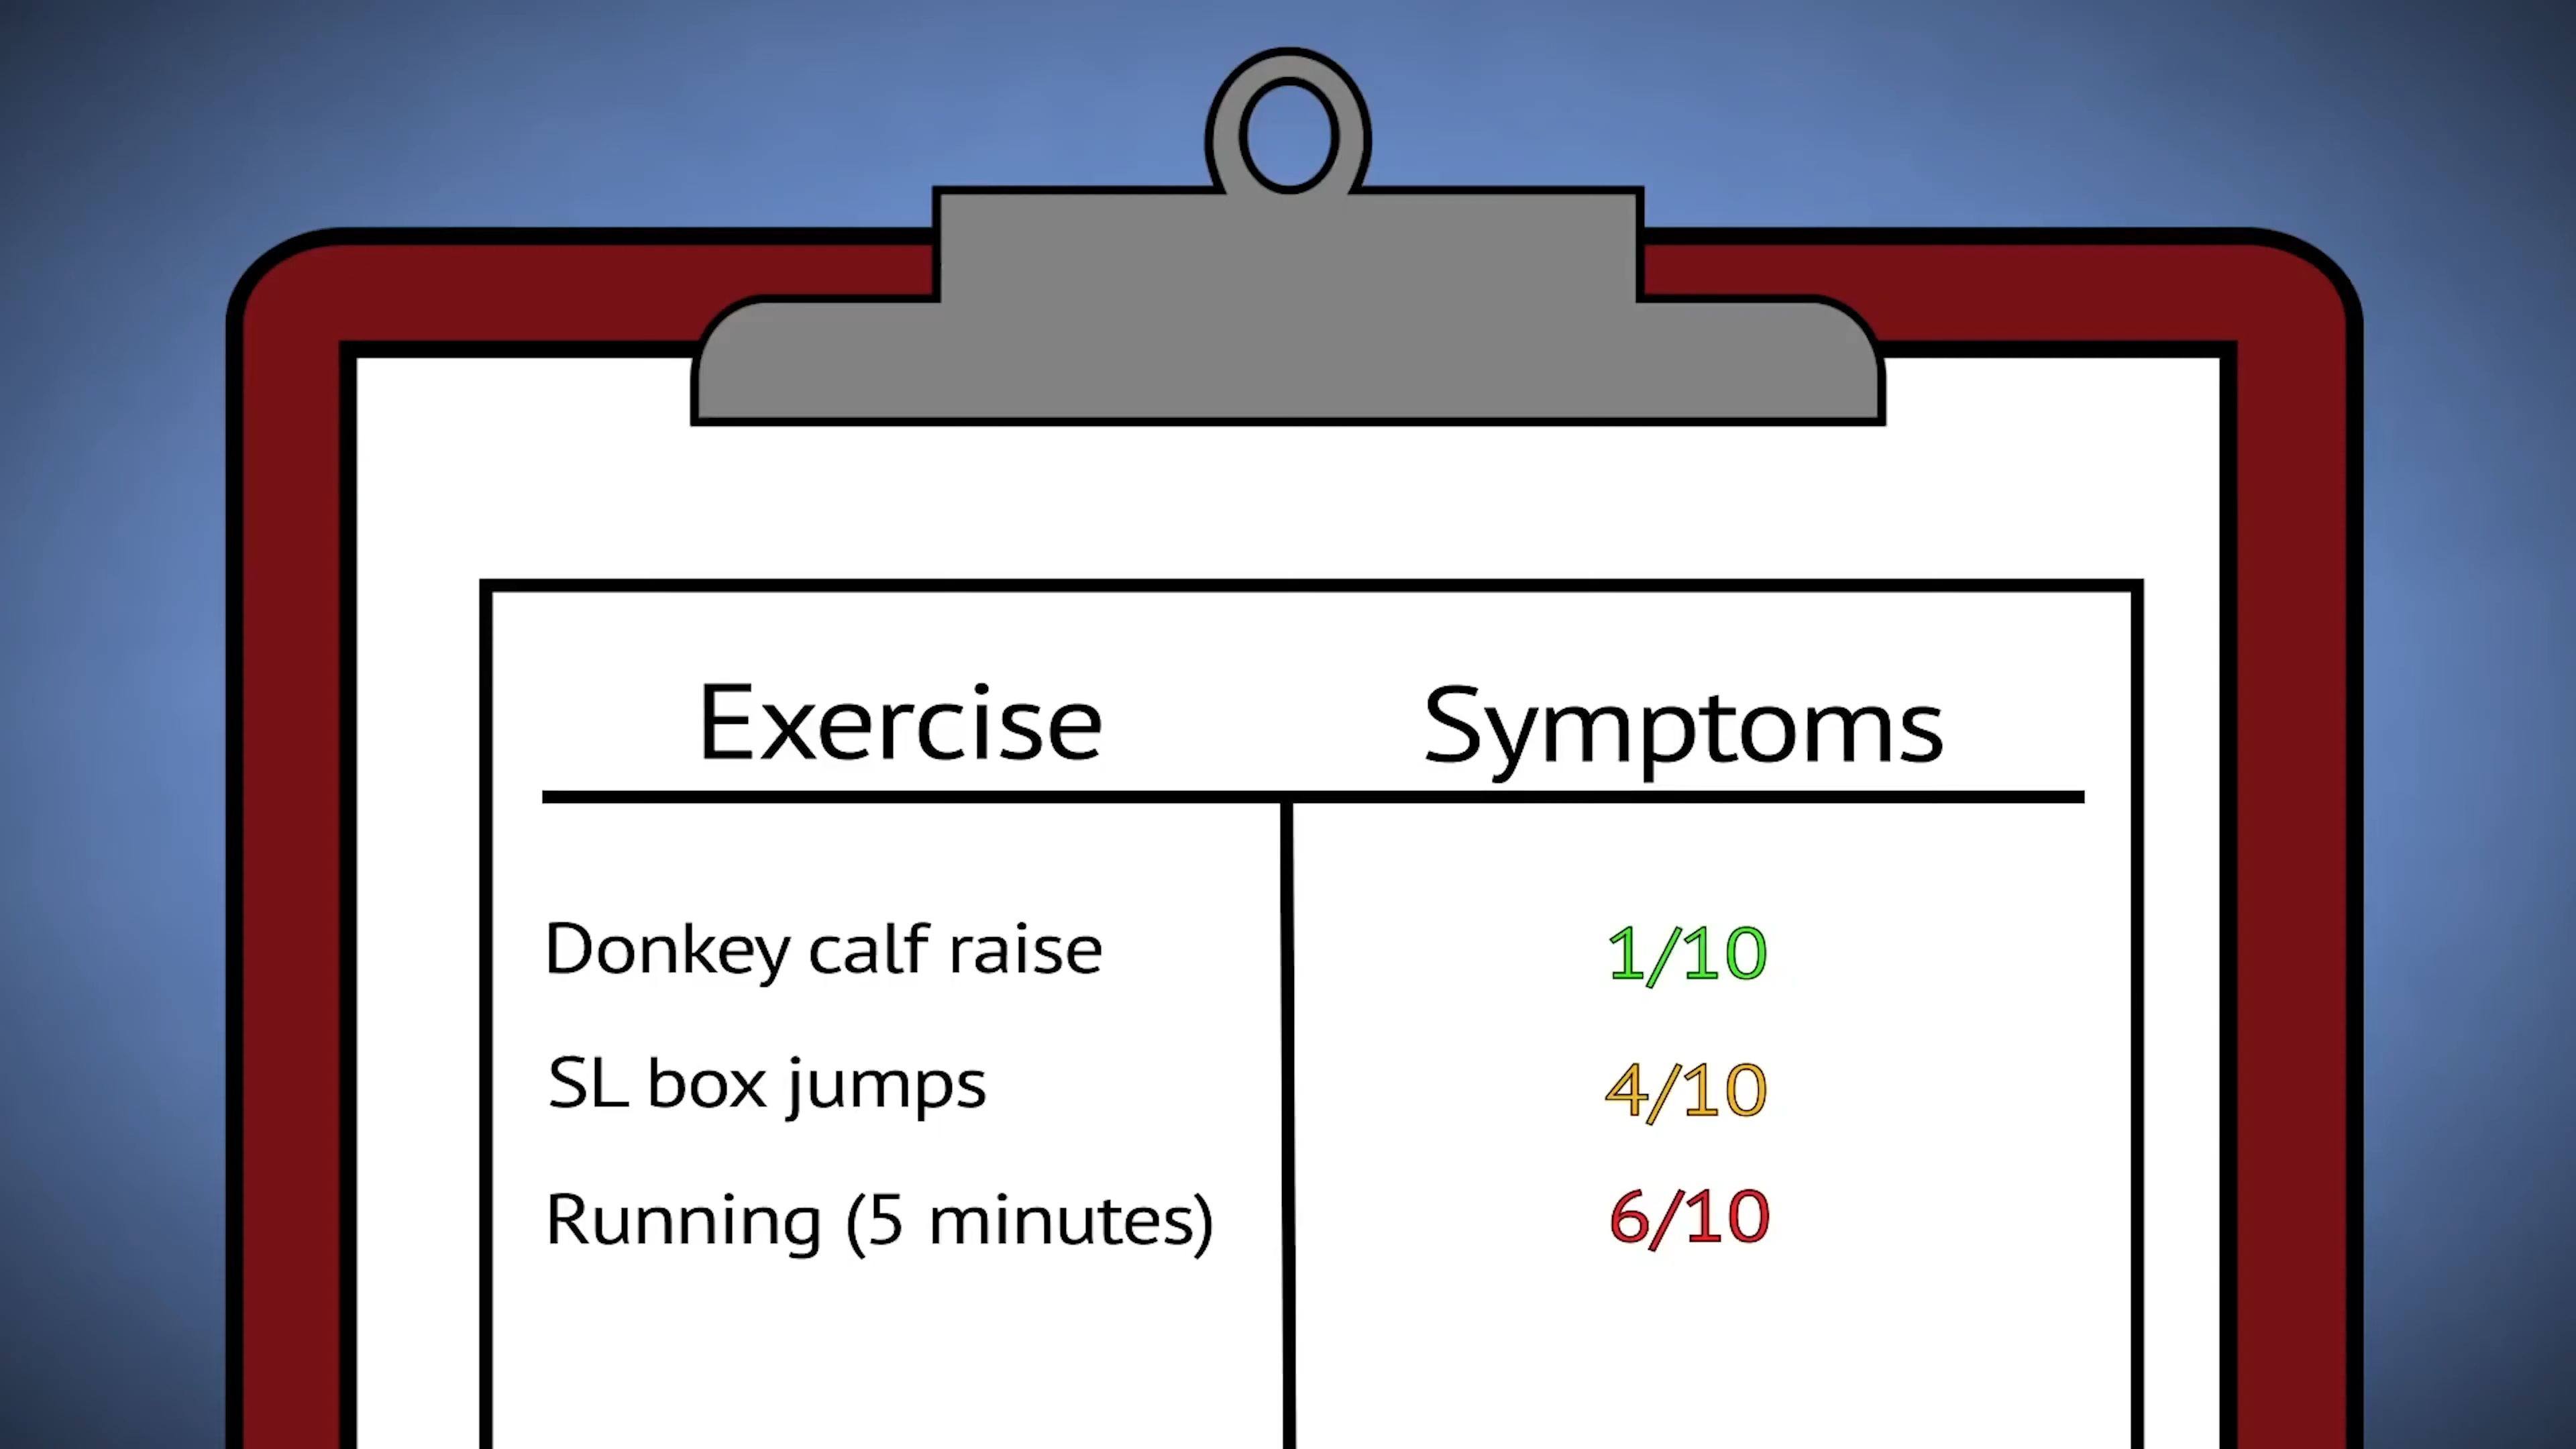 Exercise Symptoms
Donkey calf raise 1/10
SL box jumps 4/10
Running (5 minutes) 6/10